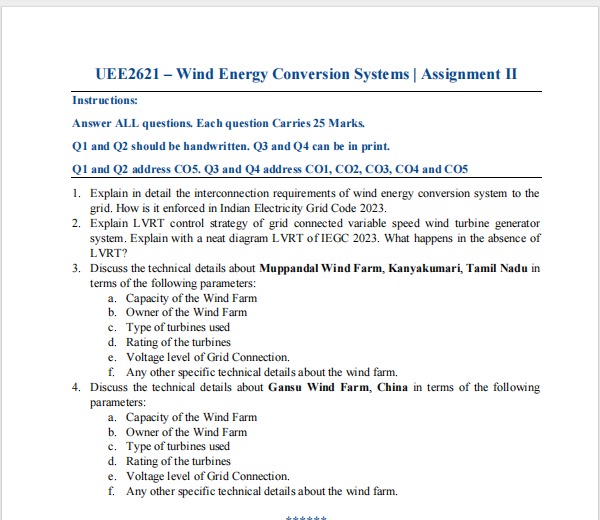 UEE2621 – Wind Energy Conversion Systems | Assignment II
Instructions:
Answer ALL questions. Each question Carries 25 Marks.
Q1 and Q2 should be handwritten. Q3 and Q4 can be in print.
Q1 and Q2 address CO5. Q3 and Q4 address CO1, CO2, CO3, CO4 and CO5
1. Explain in detail the interconnection requirements of wind energy conversion system to the
grid. How is it enforced in Indian Electricity Grid Code 2023.
2. Explain LVRT control strategy of grid connected variable speed wind turbine generator
system. Explain with a neat diagram LVRT of IEGC 2023. What happens in the absence of
LVRT?
3. Discuss the technical details about Muppandal Wind Farm, Kanyakumari, Tamil Nadu in
terms of the following parameters:
a. Capacity of the Wind Farm
b. Owner of the Wind Farm
c. Type of turbines used
d. Rating of the turbines
e. Voltage level of Grid Connection.
f. Any other specific technical details about the wind farm.
4. Discuss the technical details about Gansu Wind Farm, China in terms of the following
parameters:
a. Capacity of the Wind Farm
b. Owner of the Wind Farm
c. Type of turbines used
d. Rating of the turbines
e. Voltage level of Grid Connection.
f. Any other specific technical details about the wind farm.
******